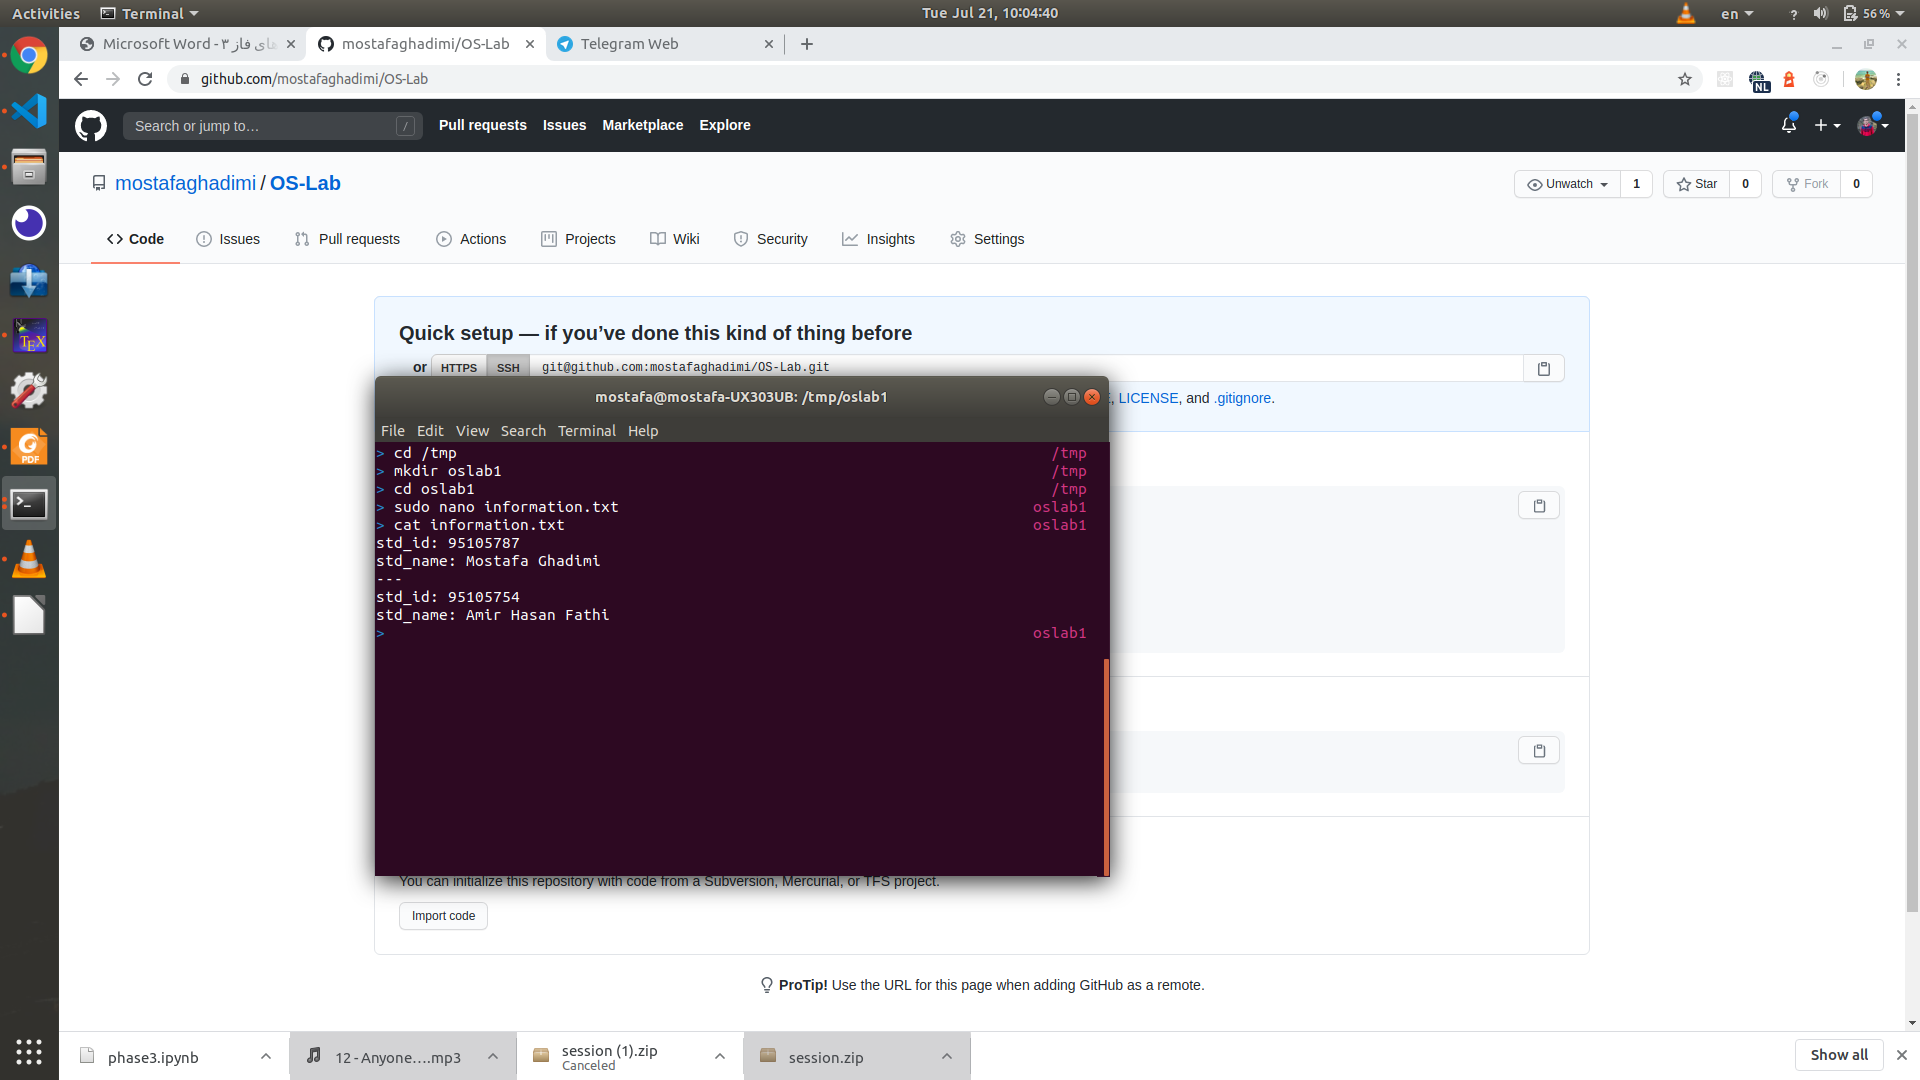 Activities
Terminal
Tue Jul 21, 10:04:40
en
?
56 %
Microsoft Word - های فاز ۳
mostafaghadimi/OS-Lab
Telegram Web
github.com/mostafaghadimi/OS-Lab
NL
Search or jump to…
/
Pull requests
Issues
Marketplace
Explore
mostafaghadimi / OS-Lab
Unwatch
1
Star
0
Fork
0
Code
Issues
Pull requests
Actions
Projects
Wiki
Security
Insights
Settings
Quick setup — if you’ve done this kind of thing before
or
HTTPS
SSH
git@github.com:mostafaghadimi/OS-Lab.git
, LICENSE, and .gitignore.
mostafa@mostafa-UX303UB: /tmp/oslab1
File Edit View Search Terminal Help
> cd /tmp /tmp
> mkdir oslab1 /tmp
> cd oslab1 /tmp
> sudo nano information.txt oslab1
> cat information.txt oslab1
std_id: 95105787
std_name: Mostafa Ghadimi
---
std_id: 95105754
std_name: Amir Hasan Fathi
> oslab1
You can initialize this repository with code from a Subversion, Mercurial, or TFS project.
Import code
ProTip! Use the URL for this page when adding GitHub as a remote.
phase3.ipynb
12 - Anyone….mp3
session (1).zip
Canceled
session.zip
Show all
TEX
PDF